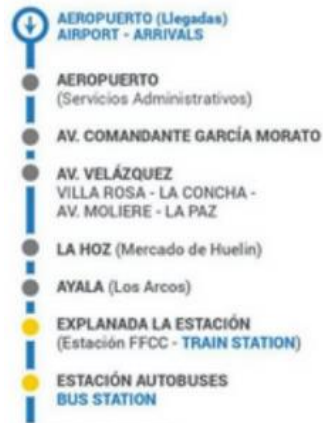 AEROPUERTO (Llegadas)
AIRPORT - ARRIVALS
AEROPUERTO
(Servicios Administrativos)
AV. COMANDANTE GARCÍA MORATO
AV. VELÁZQUEZ
VILLA ROSA - LA CONCHA -
AV. MOLIERE - LA PAZ
LA HOZ (Mercado de Huelin)
AYALA (Los Arcos)
EXPLANADA LA ESTACIÓN
(Estación FFCC - TRAIN STATION)
ESTACIÓN AUTOBUSES
BUS STATION